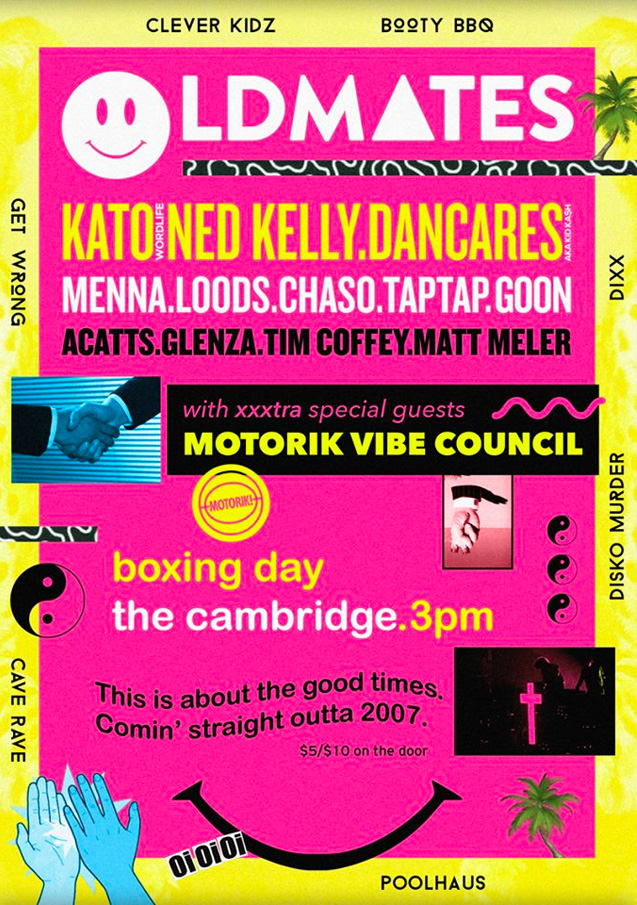 CLEVER KIDZ
BOOTY BBQ
OLDMATES
KATO WORDLIFE NED KELLY.DANCARES AKA KID KASH
MENNA.LOODS.CHASO.TAPTAP.GOON
ACATTS.GLENZA.TIM COFFEY.MATT MELER
GET WRONG
DIXX
with xxxtra special guests
MOTORIK VIBE COUNCIL
MOTORIK!
DISKO MURDER
boxing day
the cambridge.3pm
CAVE RAVE
This is about the good times.
Comin' straight outta 2007.
$5/$10 on the door
Oi Oi Oi
POOLHAUS